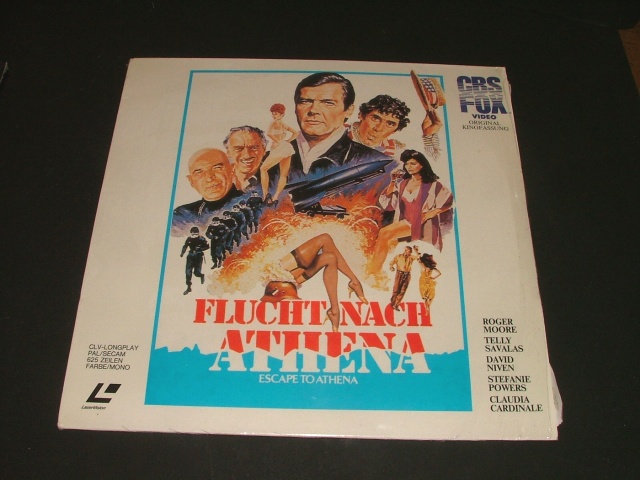 CBS
FOX
VIDEO
ORIGINAL
KINOFASSUNG
FLUCHT NACH
ATHENA
ESCAPE TO ATHENA
CLV-LONGPLAY
PAL/SECAM
625 ZEILEN
FARBE/MONO
LaserVision
ROGER
MOORE
TELLY
SAVALAS
DAVID
NIVEN
STEFANIE
POWERS
CLAUDIA
CARDINALE